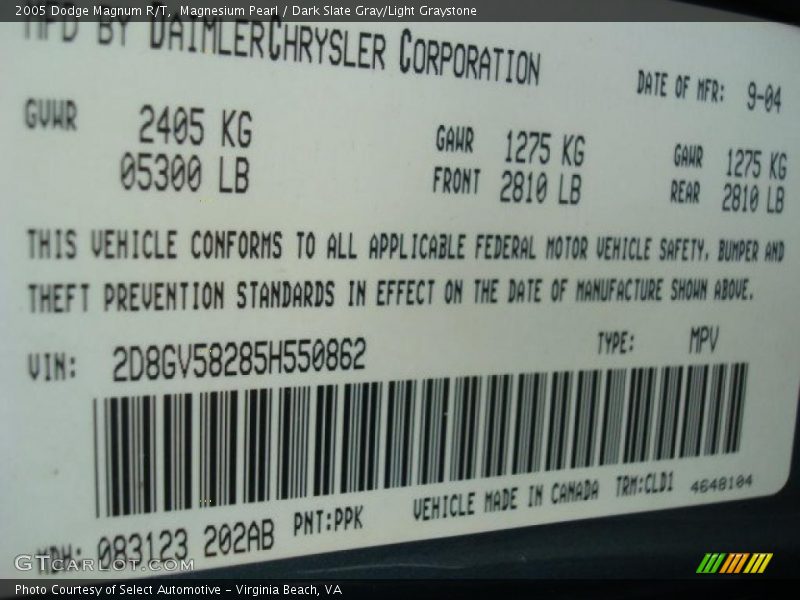 2005 Dodge Magnum R/T, Magnesium Pearl / Dark Slate Gray/Light Graystone
MFD BY DAIMLERCHRYSLER CORPORATION
DATE OF MFR: 9-04
GVWR 2405 KG GAWR 1275 KG GAWR 1275 KG
05300 LB FRONT 2810 LB REAR 2810 LB
THIS VEHICLE CONFORMS TO ALL APPLICABLE FEDERAL MOTOR VEHICLE SAFETY, BUMPER AND
THEFT PREVENTION STANDARDS IN EFFECT ON THE DATE OF MANUFACTURE SHOWN ABOVE.
VIN: 2D8GV58285H550862 TYPE: MPV
MDH: 083123 202AB PNT:PPK VEHICLE MADE IN CANADA TRM:CLD1 4648104
GTCARLOT.COM
Photo Courtesy of Select Automotive - Virginia Beach, VA